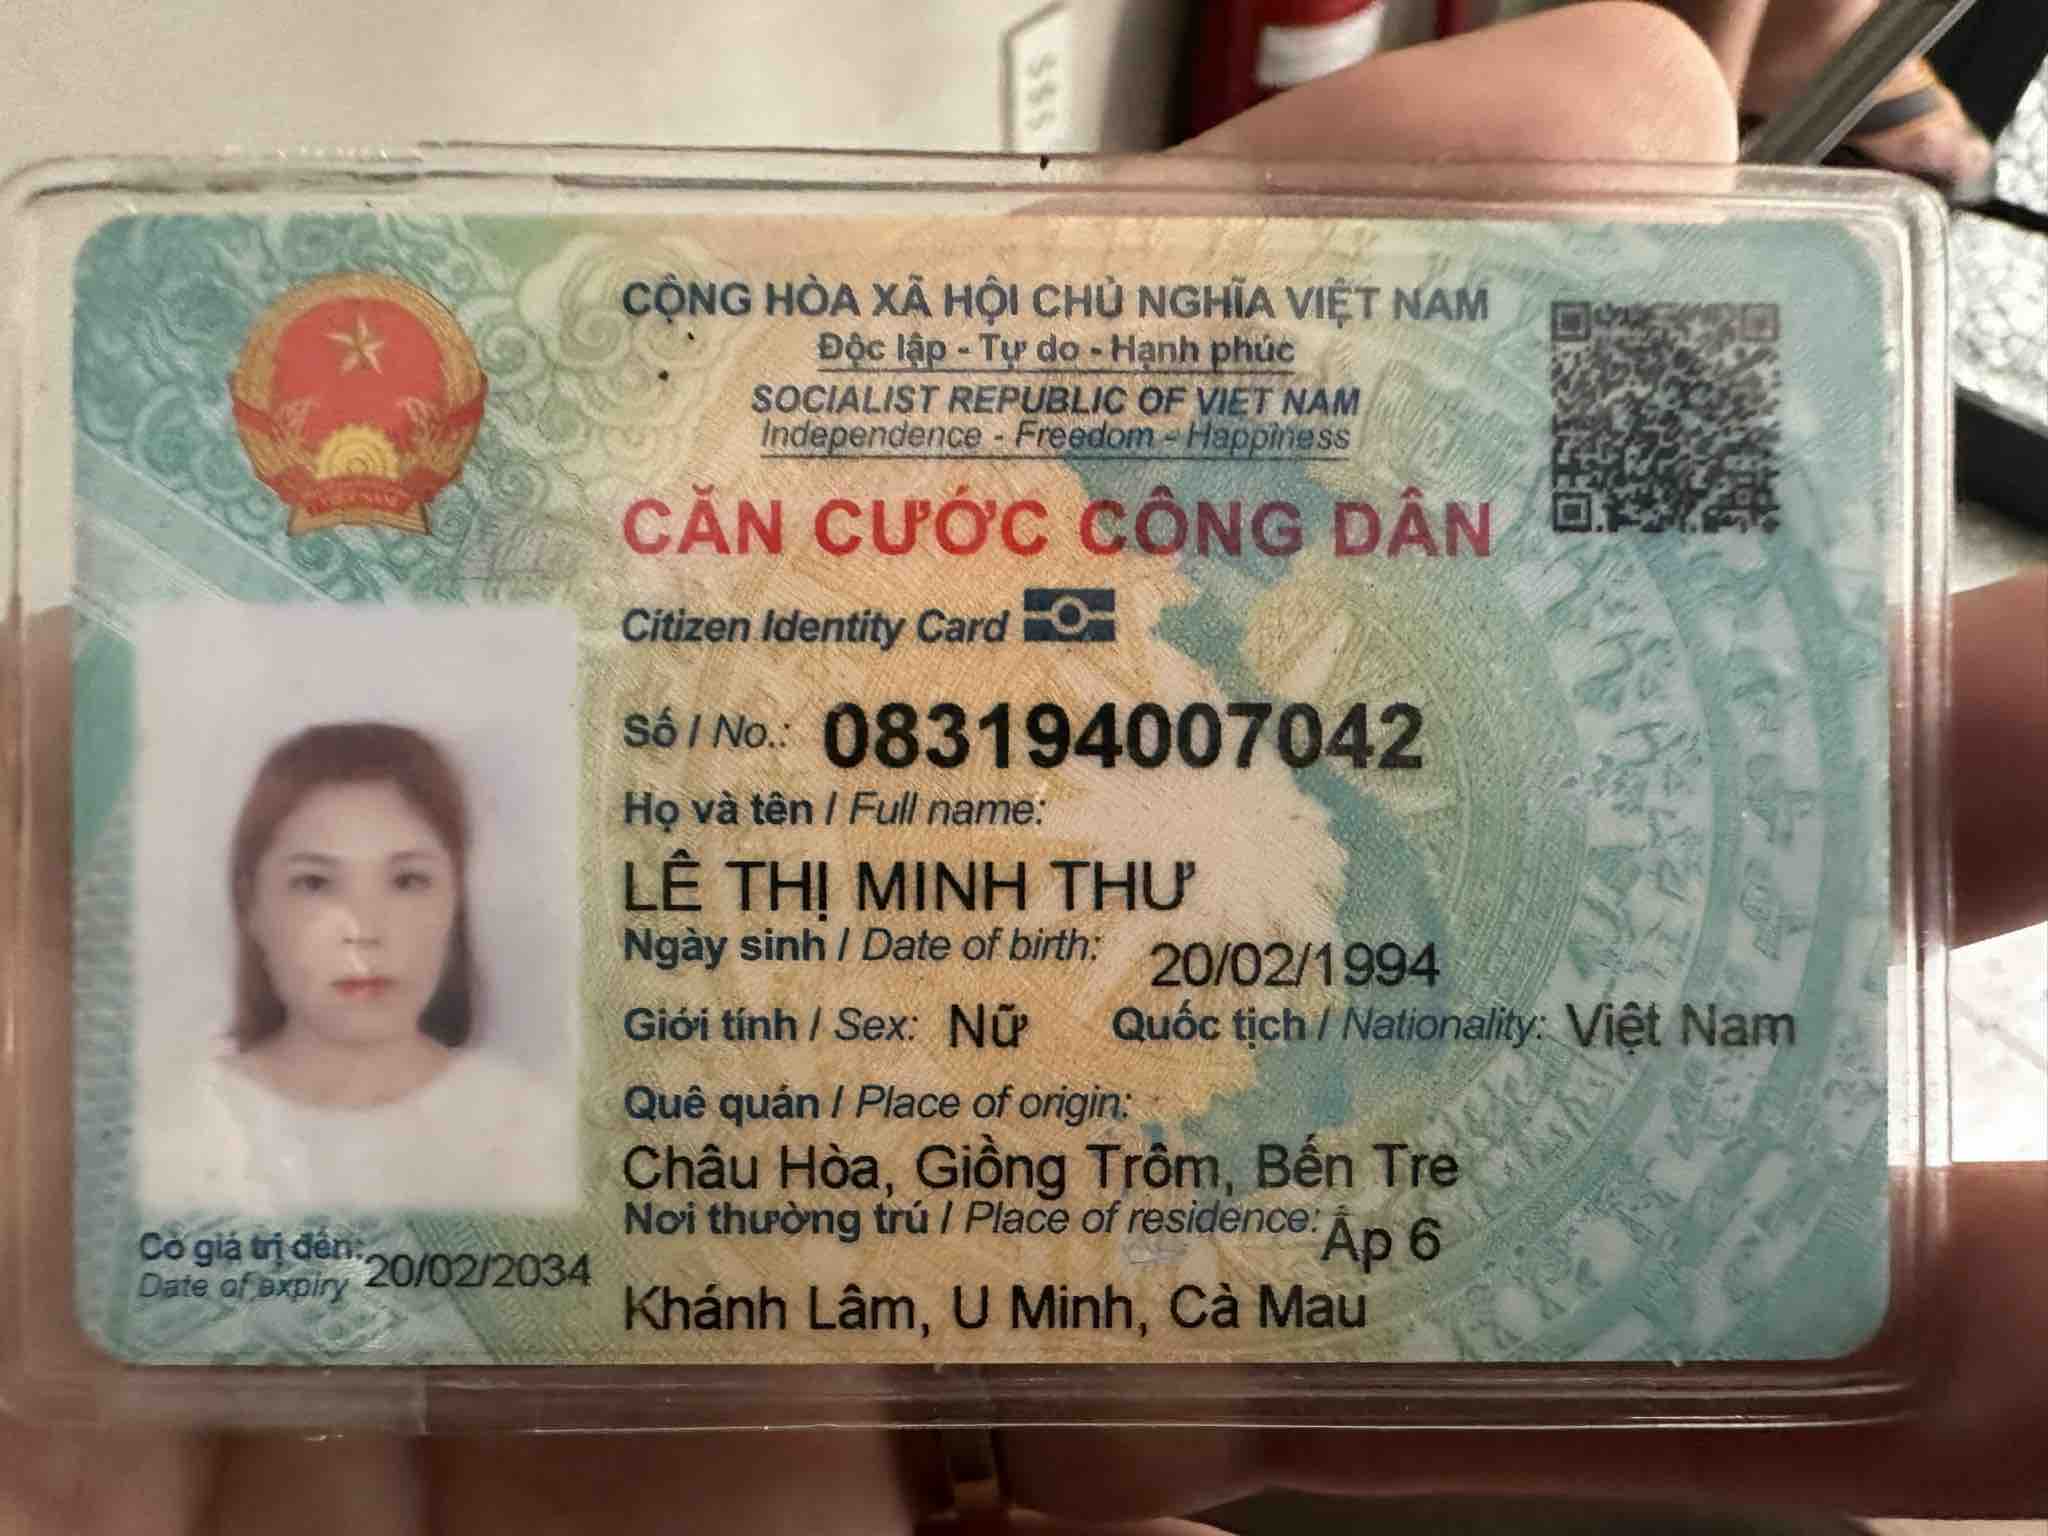 CỘNG HÒA XÃ HỘI CHỦ NGHĨA VIỆT NAM
Độc lập - Tự do - Hạnh phúc
SOCIALIST REPUBLIC OF VIET NAM
Independence - Freedom - Happiness
CĂN CƯỚC CÔNG DÂN
Citizen Identity Card
Số / No.: 083194007042
Họ và tên / Full name:
LÊ THỊ MINH THƯ
Ngày sinh / Date of birth: 20/02/1994
Giới tính / Sex: Nữ Quốc tịch / Nationality: Việt Nam
Quê quán / Place of origin:
Châu Hòa, Giồng Trôm, Bến Tre
Nơi thường trú / Place of residence: Ấp 6
Khánh Lâm, U Minh, Cà Mau
Có giá trị đến: 20/02/2034
Date of expiry